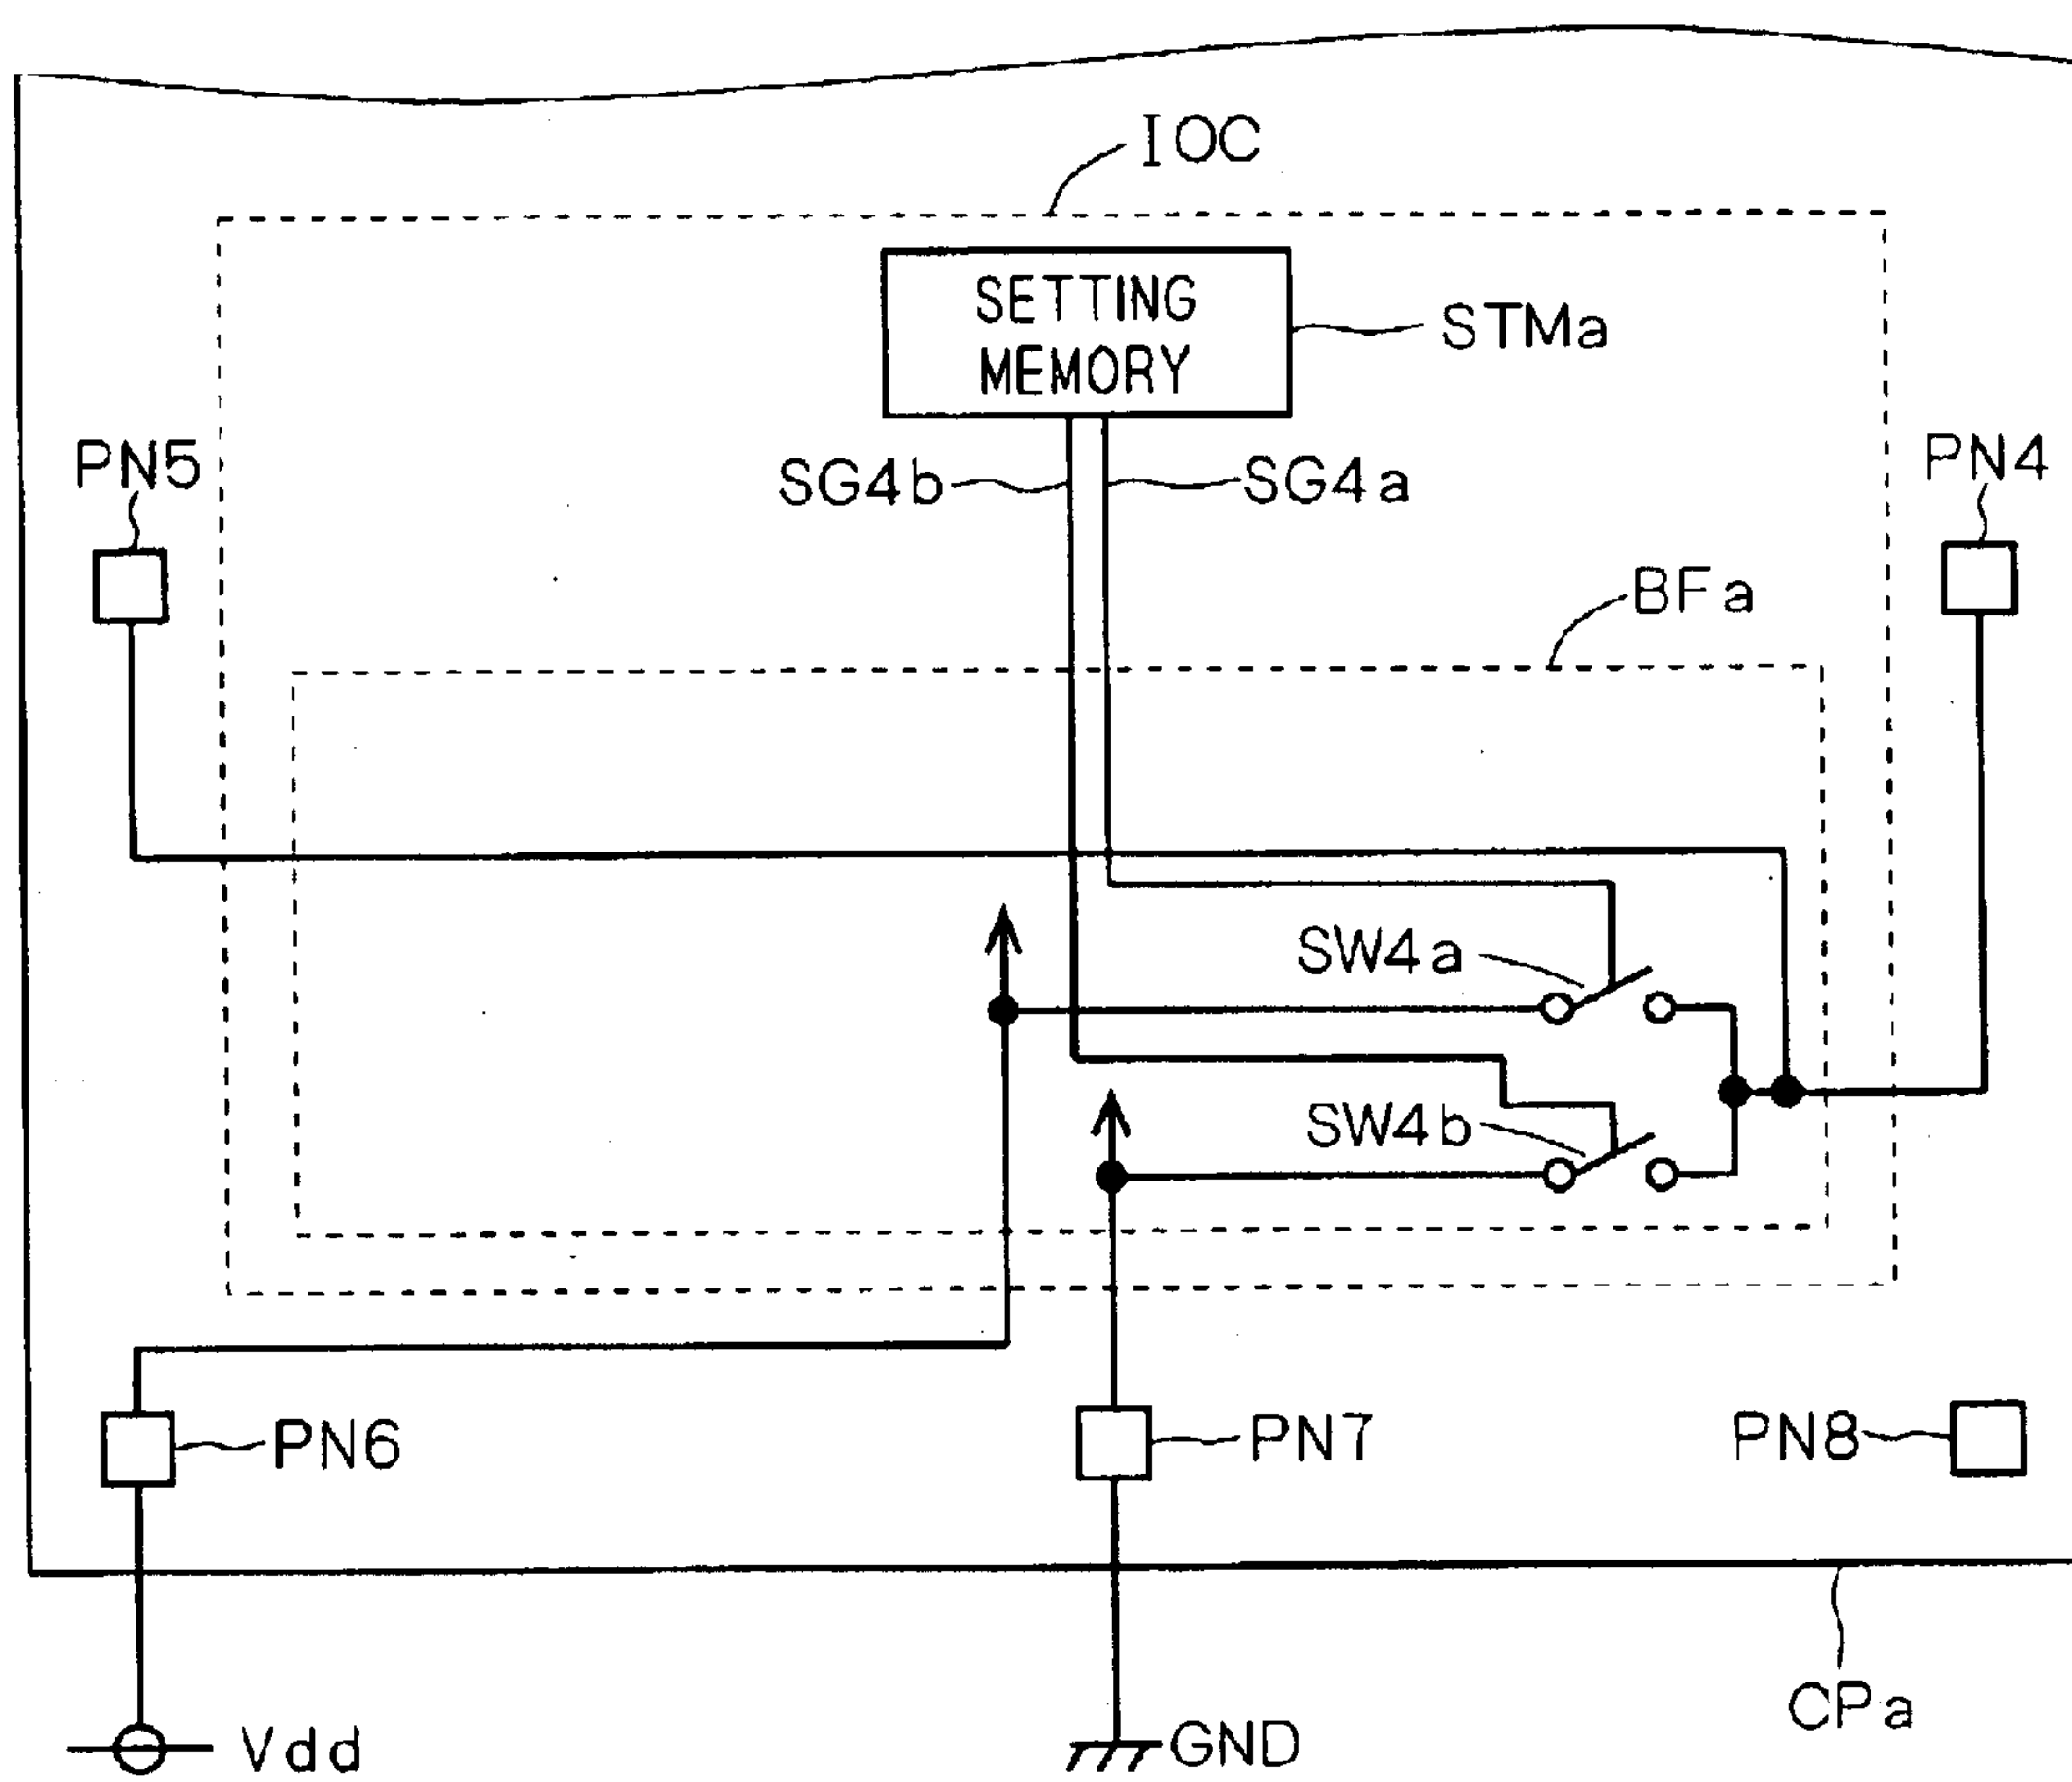 IOC
SETTING
MEMORY
STMa
PN5
SG4b
SG4a
PN4
BFa
SW4a
SW4b
PN6
PN7
PN8
CPa
Vdd
GND